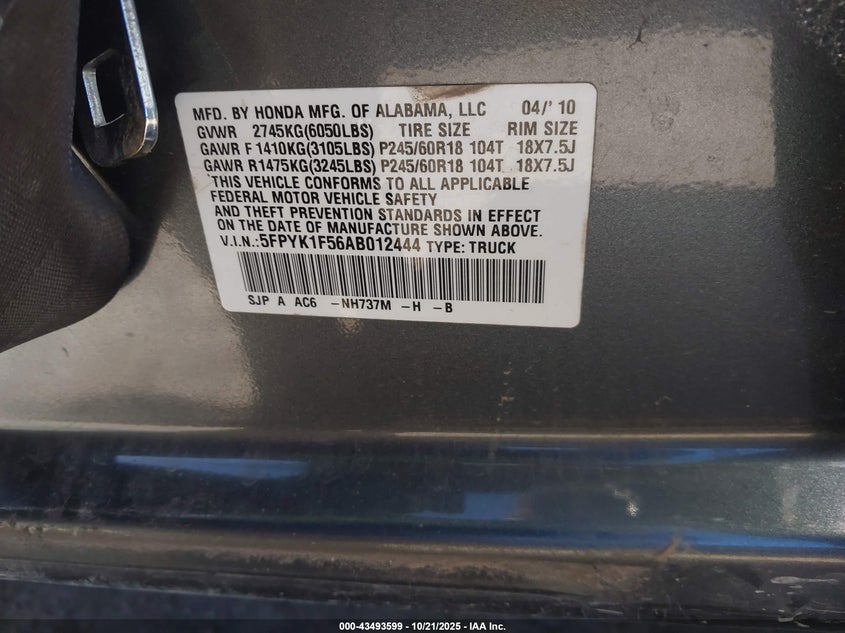 MFD. BY HONDA MFG. OF ALABAMA, LLC 04/' 10
GVWR 2745KG(6050LBS) TIRE SIZE RIM SIZE
GAWR F 1410KG(3105LBS) P245/60R18 104T 18X7.5J
GAWR R1475KG(3245LBS) P245/60R18 104T 18X7.5J
THIS VEHICLE CONFORMS TO ALL APPLICABLE
FEDERAL MOTOR VEHICLE SAFETY
AND THEFT PREVENTION STANDARDS IN EFFECT
ON THE DATE OF MANUFACTURE SHOWN ABOVE.
V.I.N.:5FPYK1F56AB012444 TYPE: TRUCK
SJP A AC6 -NH737M -H -B
000-43493599 - 10/21/2025 - IAA Inc.